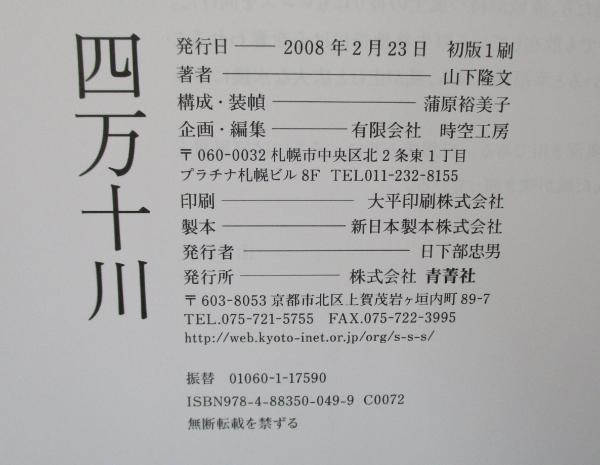 四万十川
発行日 ── 2008年2月23日　初版1刷
著者 ────────── 山下隆文
構成・装幀 ──────── 蒲原裕美子
企画・編集 ──── 有限会社　時空工房
〒060-0032 札幌市中央区北2条東1丁目
プラチナ札幌ビル 8F　TEL011-232-8155
印刷 ─────── 大平印刷株式会社
製本 ────── 新日本製本株式会社
発行者 ───────── 日下部忠男
発行所 ────── 株式会社 青菁社
〒603-8053 京都市北区上賀茂岩ヶ垣内町89-7
TEL.075-721-5755　FAX.075-722-3995
http://web.kyoto-inet.or.jp/org/s-s-s/
振替　01060-1-17590
ISBN978-4-88350-049-9 C0072
無断転載を禁ずる